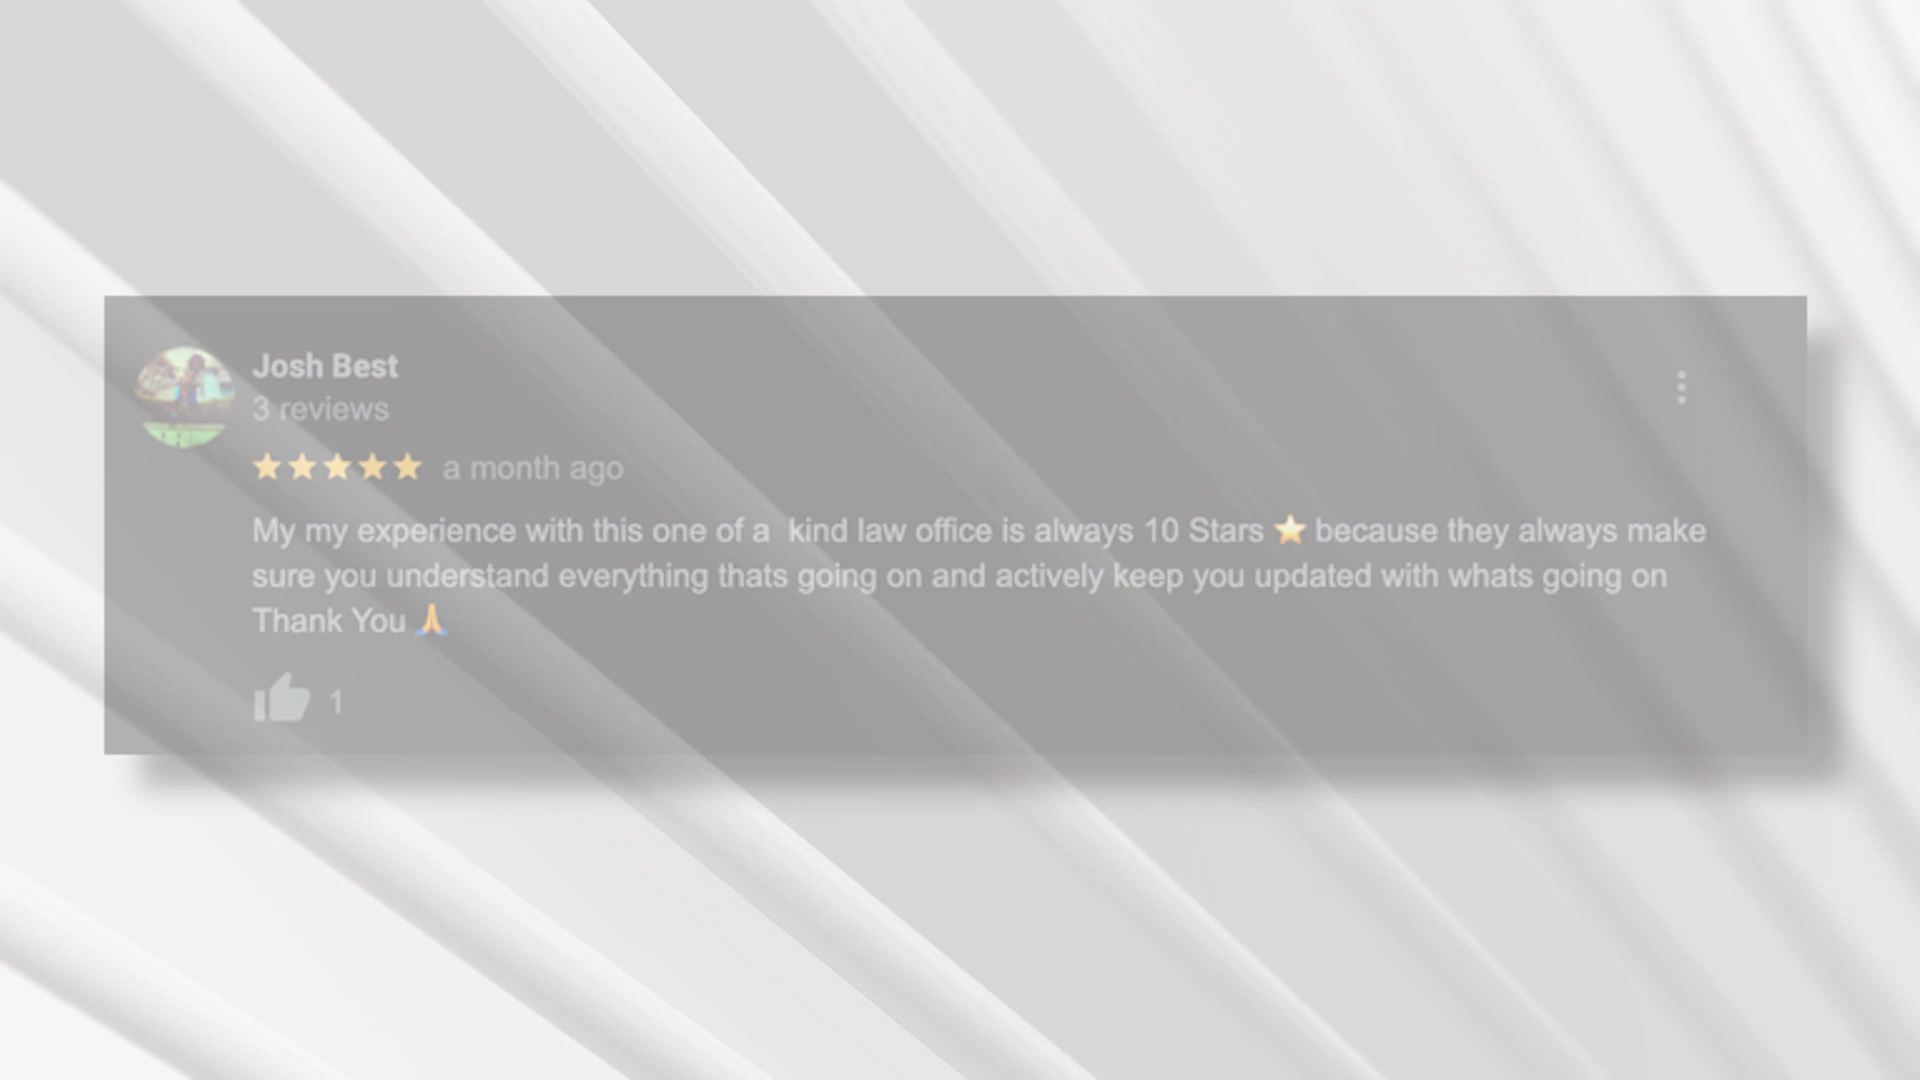 Josh Best
3 reviews
a month ago
My my experience with this one of a  kind law office is always 10 Stars ⭐ because they always make
sure you understand everything thats going on and actively keep you updated with whats going on
Thank You 🙏
1